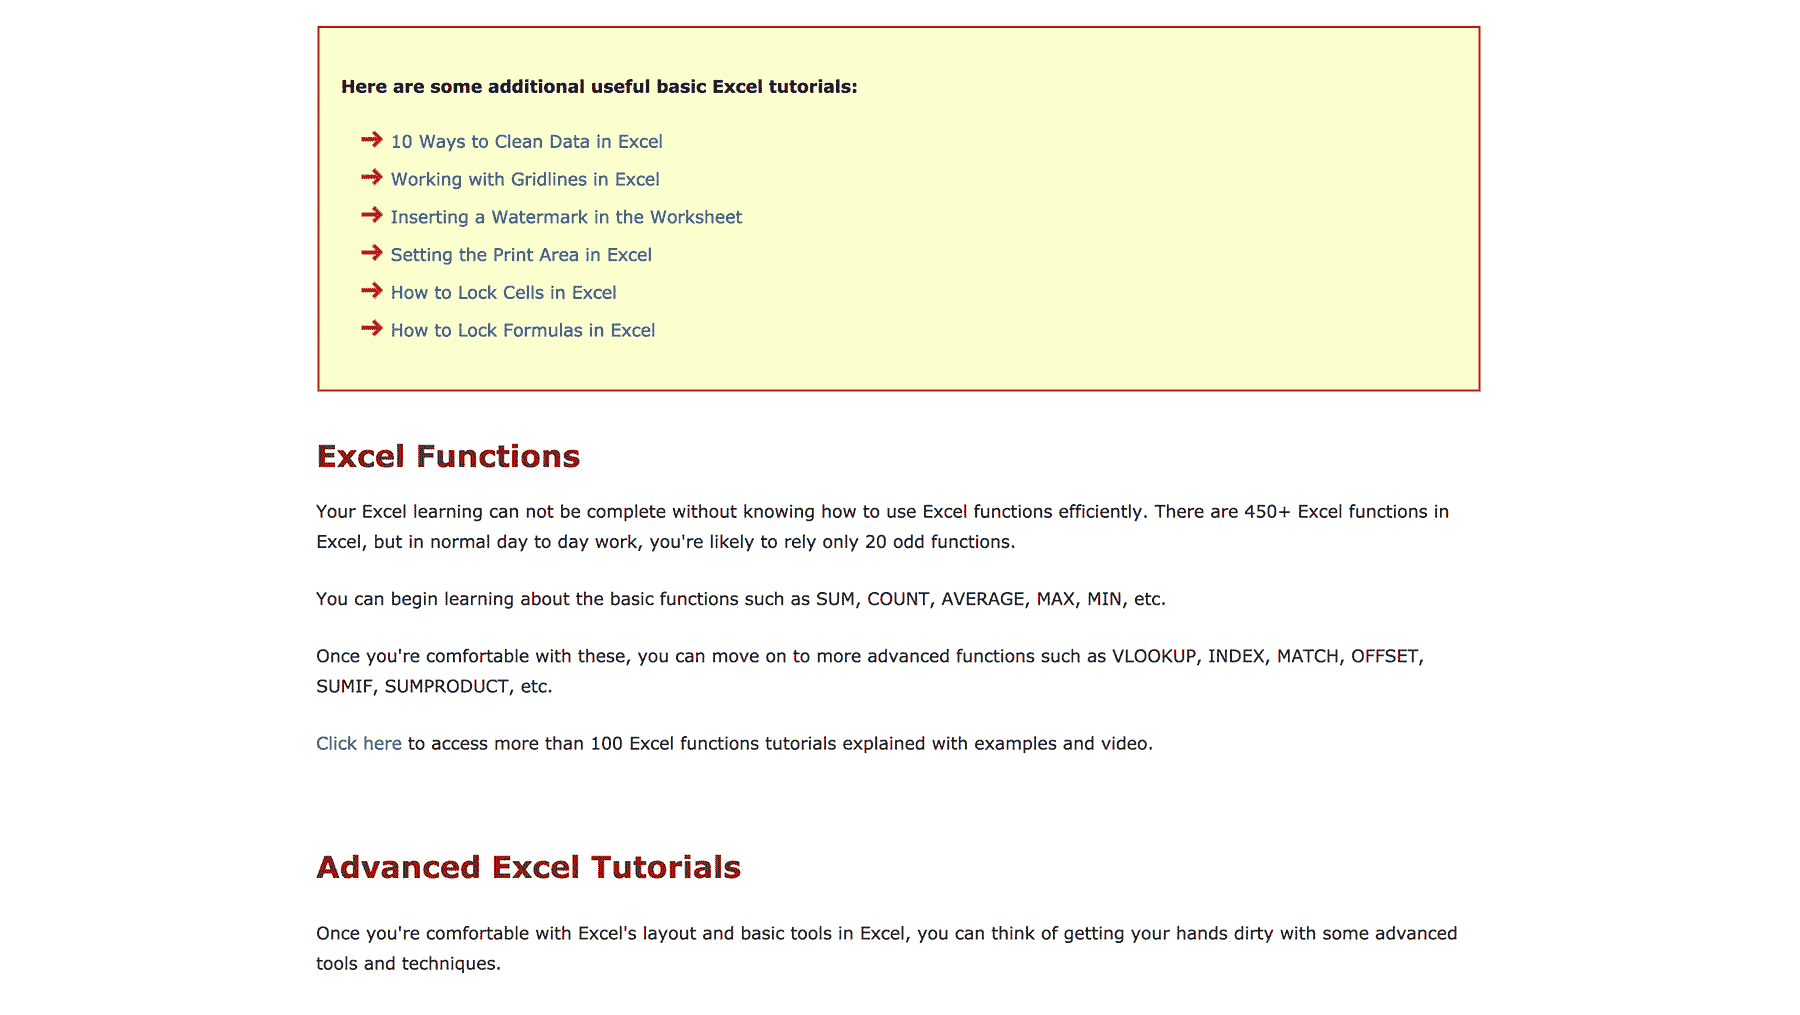 Here are some additional useful basic Excel tutorials:
10 Ways to Clean Data in Excel
Working with Gridlines in Excel
Inserting a Watermark in the Worksheet
Setting the Print Area in Excel
How to Lock Cells in Excel
How to Lock Formulas in Excel
Excel Functions
Your Excel learning can not be complete without knowing how to use Excel functions efficiently. There are 450+ Excel functions in
Excel, but in normal day to day work, you're likely to rely only 20 odd functions.
You can begin learning about the basic functions such as SUM, COUNT, AVERAGE, MAX, MIN, etc.
Once you're comfortable with these, you can move on to more advanced functions such as VLOOKUP, INDEX, MATCH, OFFSET,
SUMIF, SUMPRODUCT, etc.
Click here to access more than 100 Excel functions tutorials explained with examples and video.
Advanced Excel Tutorials
Once you're comfortable with Excel's layout and basic tools in Excel, you can think of getting your hands dirty with some advanced
tools and techniques.